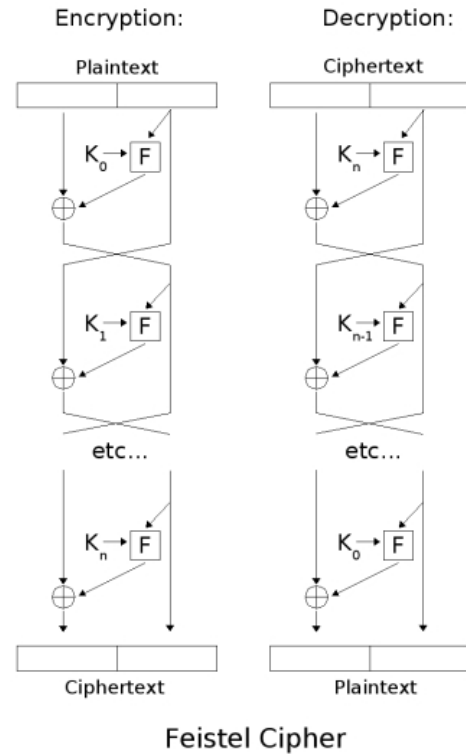 Encryption:
Plaintext
K0
F
K1
F
etc...
Kn
F
Ciphertext
Decryption:
Ciphertext
Kn
F
Kn-1
F
etc...
K0
F
Plaintext
Feistel Cipher